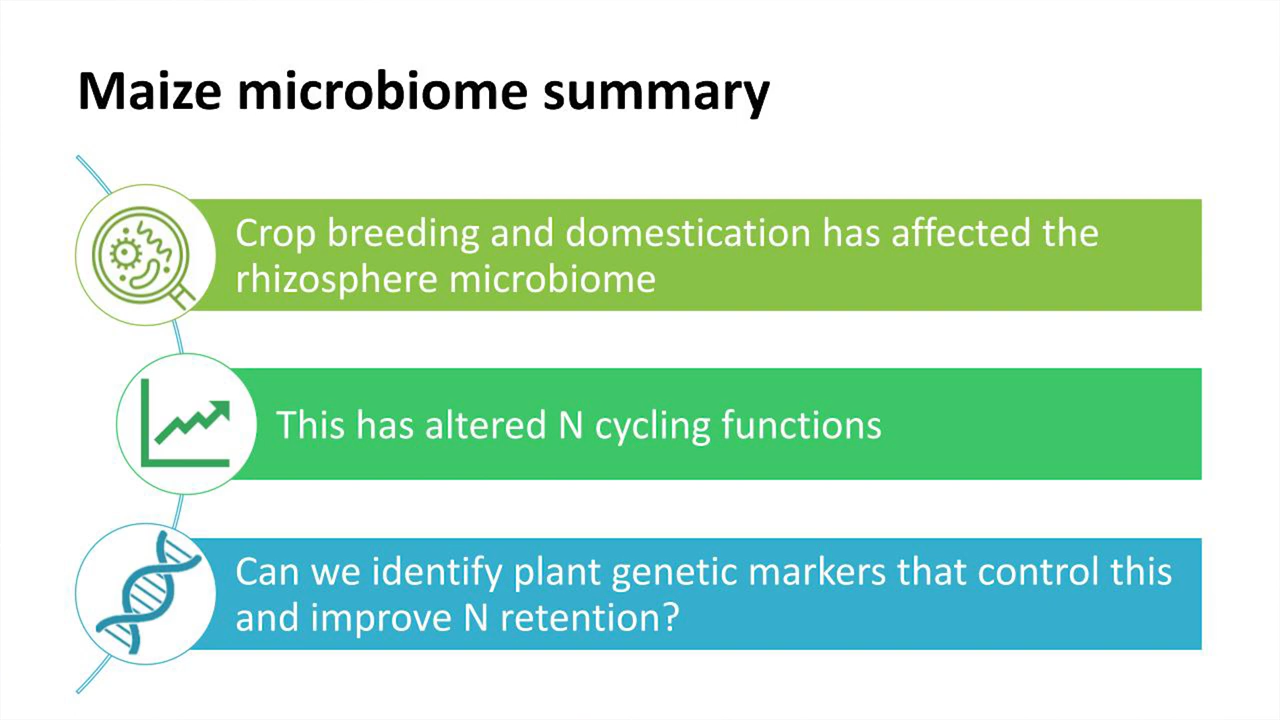 Maize microbiome summary
Crop breeding and domestication has affected the
rhizosphere microbiome
This has altered N cycling functions
Can we identify plant genetic markers that control this
and improve N retention?